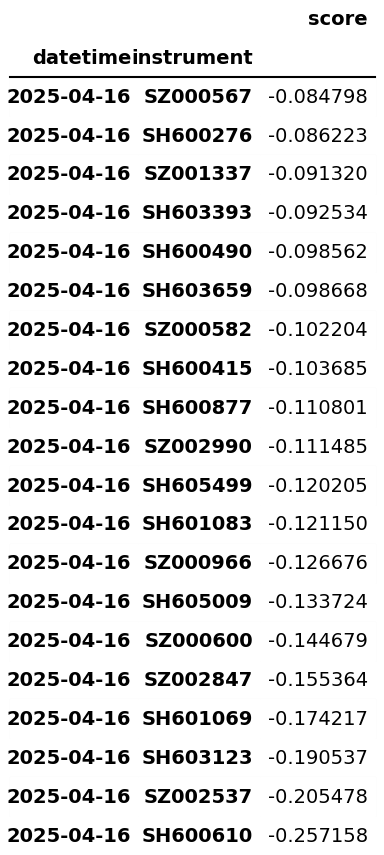 score
datetime instrument
2025-04-16 SZ000567 -0.084798
2025-04-16 SH600276 -0.086223
2025-04-16 SZ001337 -0.091320
2025-04-16 SH603393 -0.092534
2025-04-16 SH600490 -0.098562
2025-04-16 SH603659 -0.098668
2025-04-16 SZ000582 -0.102204
2025-04-16 SH600415 -0.103685
2025-04-16 SH600877 -0.110801
2025-04-16 SZ002990 -0.111485
2025-04-16 SH605499 -0.120205
2025-04-16 SH601083 -0.121150
2025-04-16 SZ000966 -0.126676
2025-04-16 SH605009 -0.133724
2025-04-16 SZ000600 -0.144679
2025-04-16 SZ002847 -0.155364
2025-04-16 SH601069 -0.174217
2025-04-16 SH603123 -0.190537
2025-04-16 SZ002537 -0.205478
2025-04-16 SH600610 -0.257158